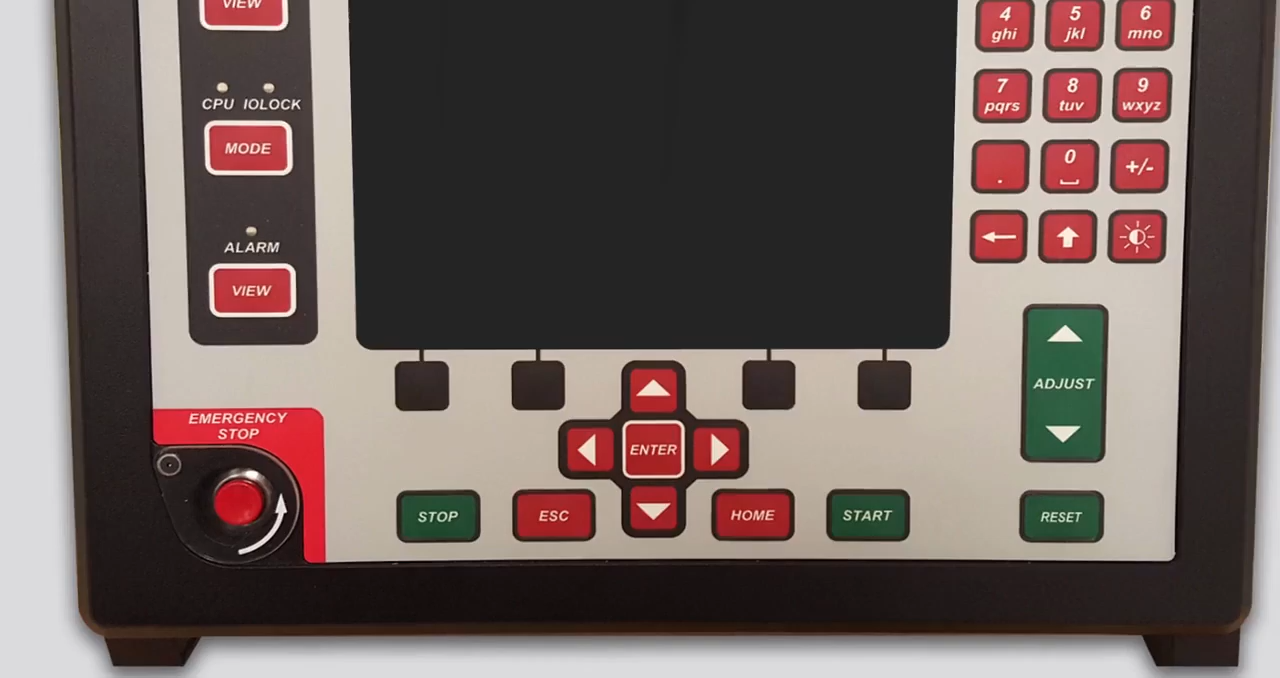 VIEW
CPU IOLOCK
MODE
ALARM
VIEW
EMERGENCY
STOP
STOP
ESC
ENTER
HOME
START
4
ghi
5
jkl
6
mno
7
pqrs
8
tuv
9
wxyz
.
0
+/-
ADJUST
RESET